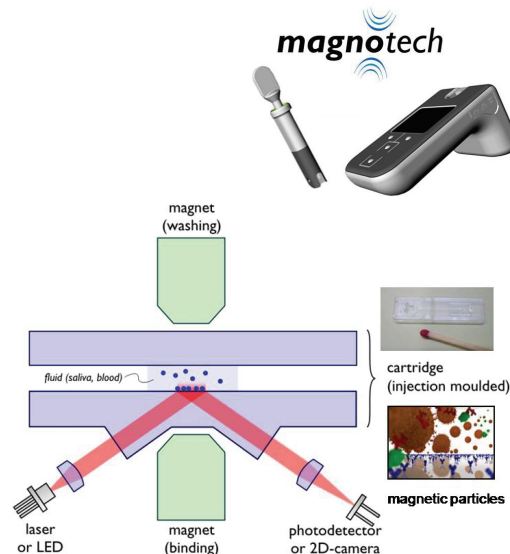 magnotech
magnet
(washing)
fluid (saliva, blood)
cartridge
(injection moulded)
magnetic particles
laser
or LED
magnet
(binding)
photodetector
or 2D-camera